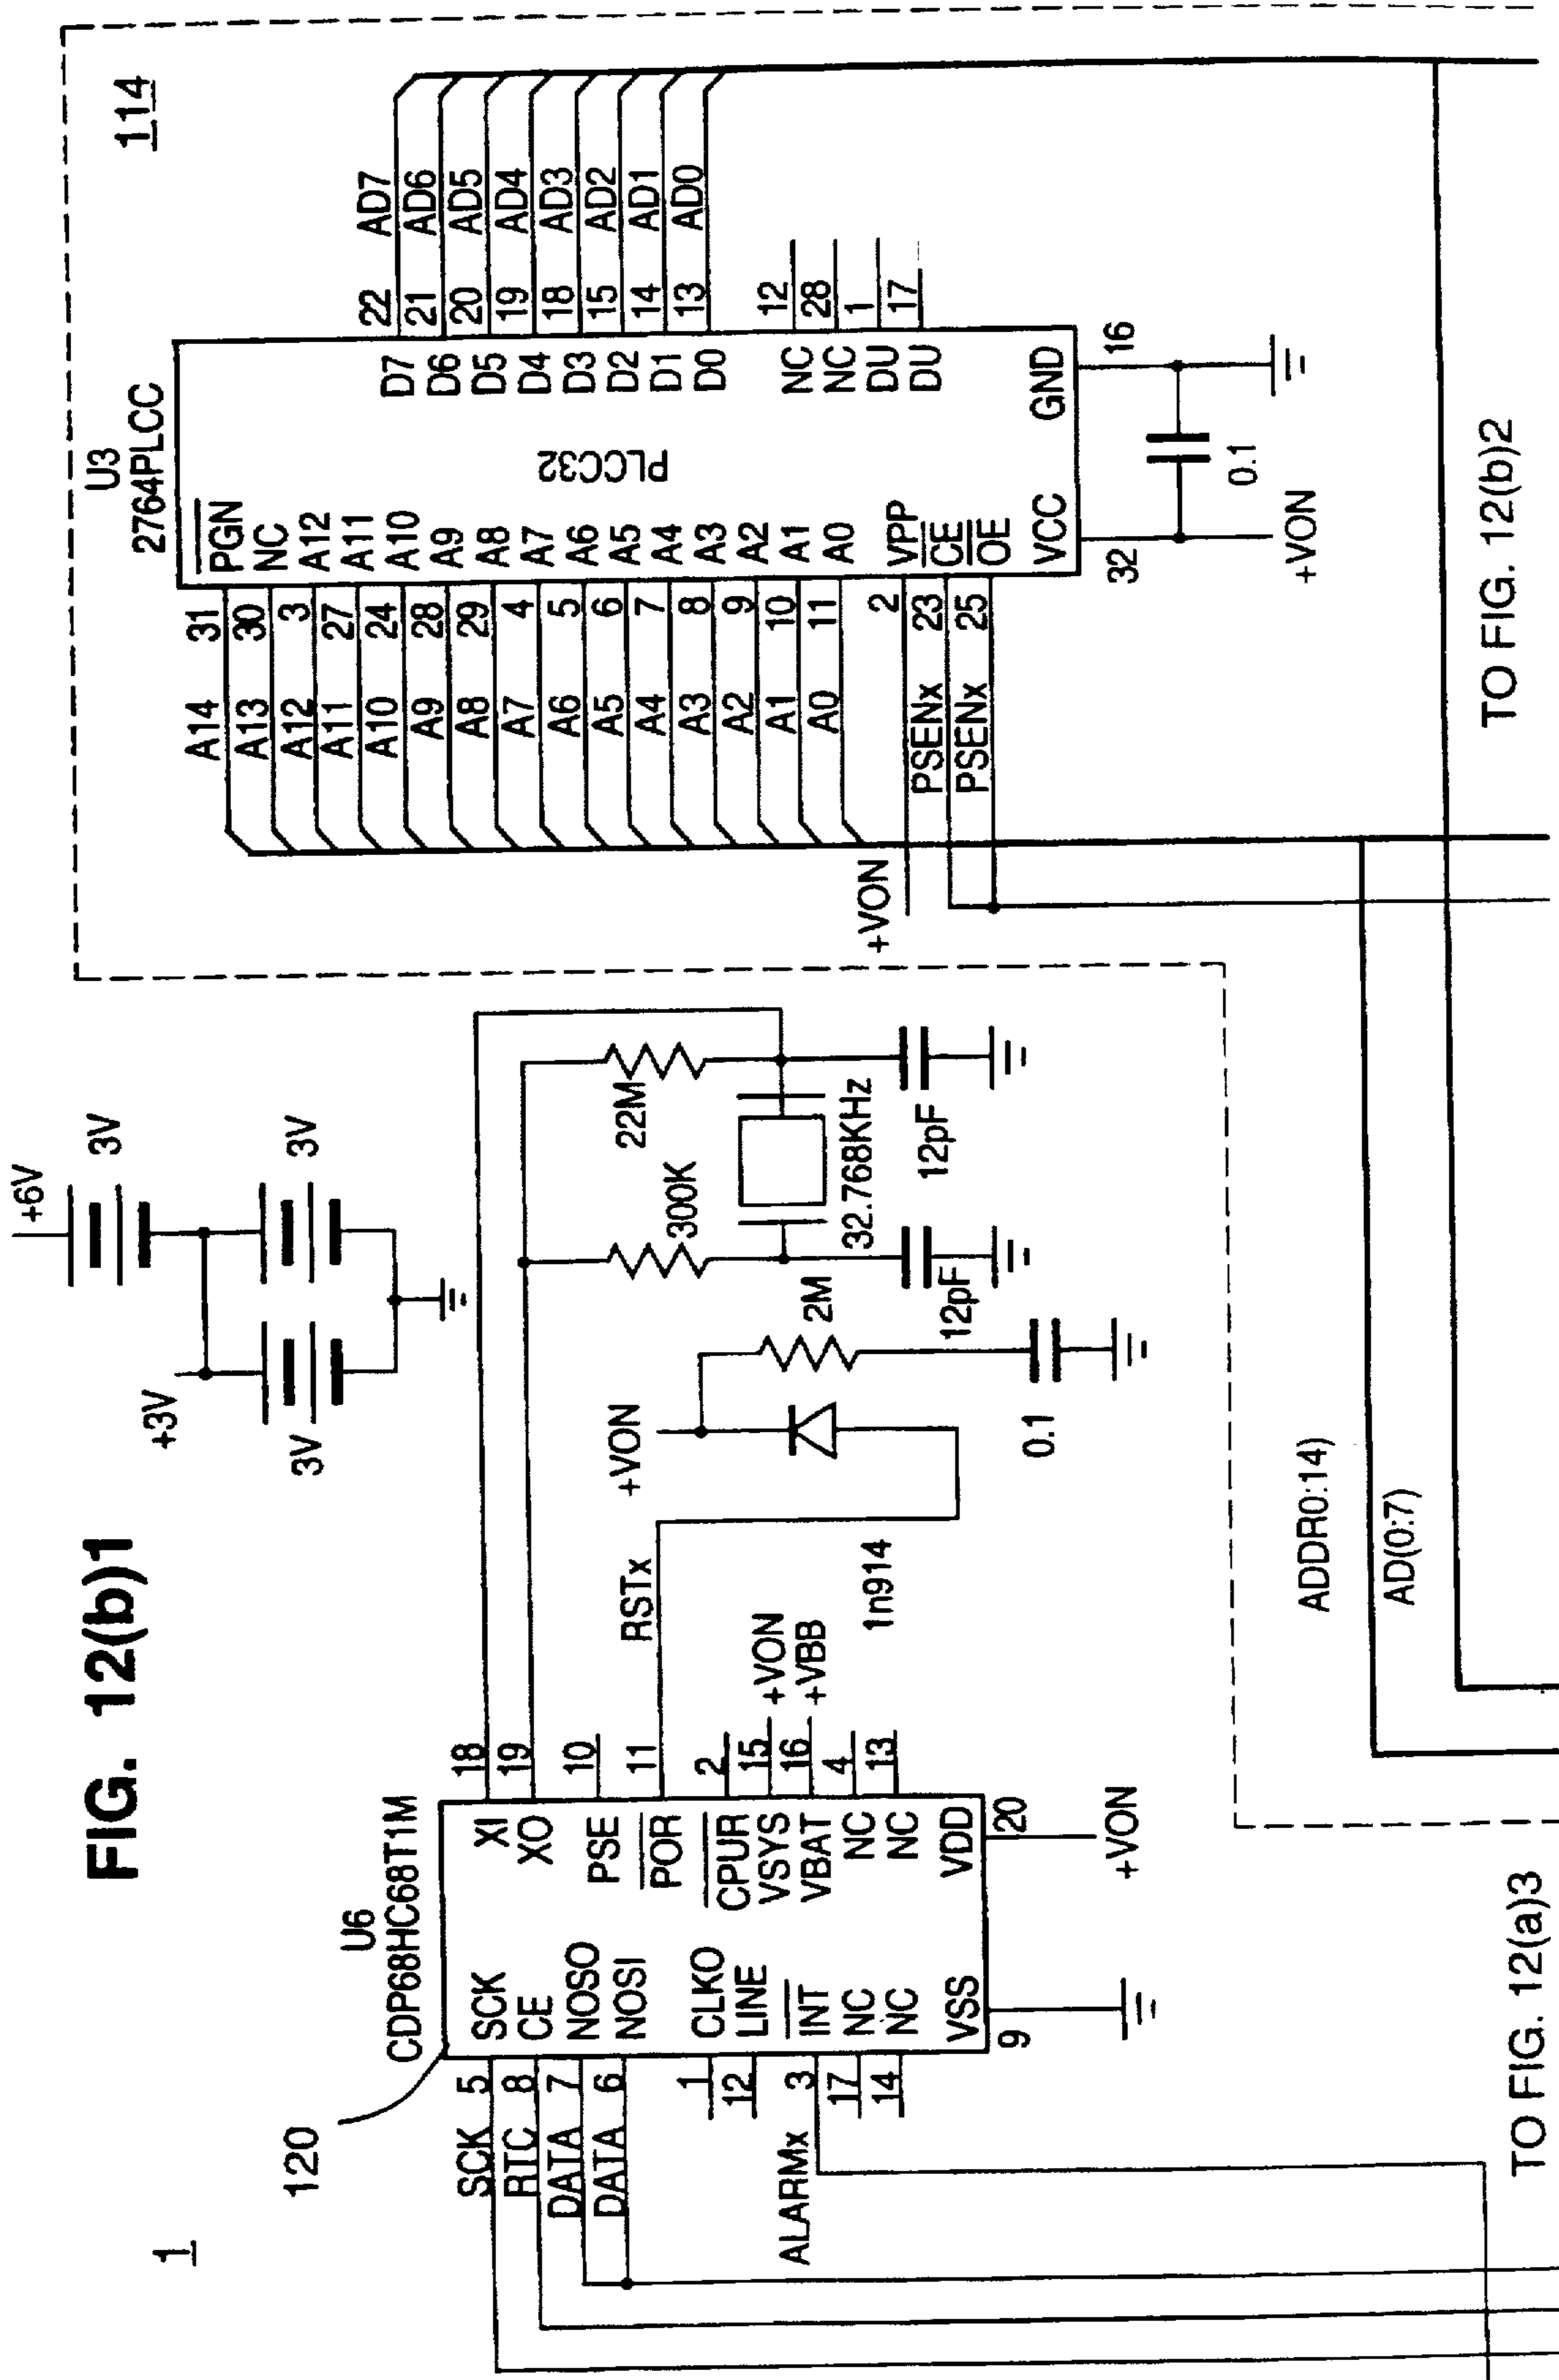 FIG. 12(b)1
1
120
U6
CDP68HC68T1M
SCK 5 SCK
RTC 8 CE
DATA 7 NOSO
DATA 6 NOSI
1 CLKO
12 LINE
ALARMx 3 INT
17 NC
14 NC
VSS
9
XI 18
XO 19
PSE 10
POR 11 RSTx
CPUR 2
VSYS 15 +VON
VBAT 16 +VBB
NC 4
NC 13
VDD
20
+VON
+6V
3V
+3V
3V
3V
+VON
1n914
2M
0.1
300K
22M
32.768KHz
12pF
12pF
114
U3
2764PLCC
PLCC32
A14 31 PGN
A13 30 NC
A12 3 A12
A11 27 A11
A10 24 A10
A9 28 A9
A8 29 A8
A7 4 A7
A6 5 A6
A5 6 A5
A4 7 A4
A3 8 A3
A2 9 A2
A1 10 A1
A0 11 A0
+VON 2 VPP
PSENx 23 CE
PSENx 25 OE
VCC
32
+VON
D7 22 AD7
D6 21 AD6
D5 20 AD5
D4 19 AD4
D3 18 AD3
D2 15 AD2
D1 14 AD1
D0 13 AD0
NC 12
NC 28
DU 1
DU 17
GND
16
0.1
ADDR0:14)
AD(0:7)
TO FIG. 12(a)3
TO FIG. 12(b)2